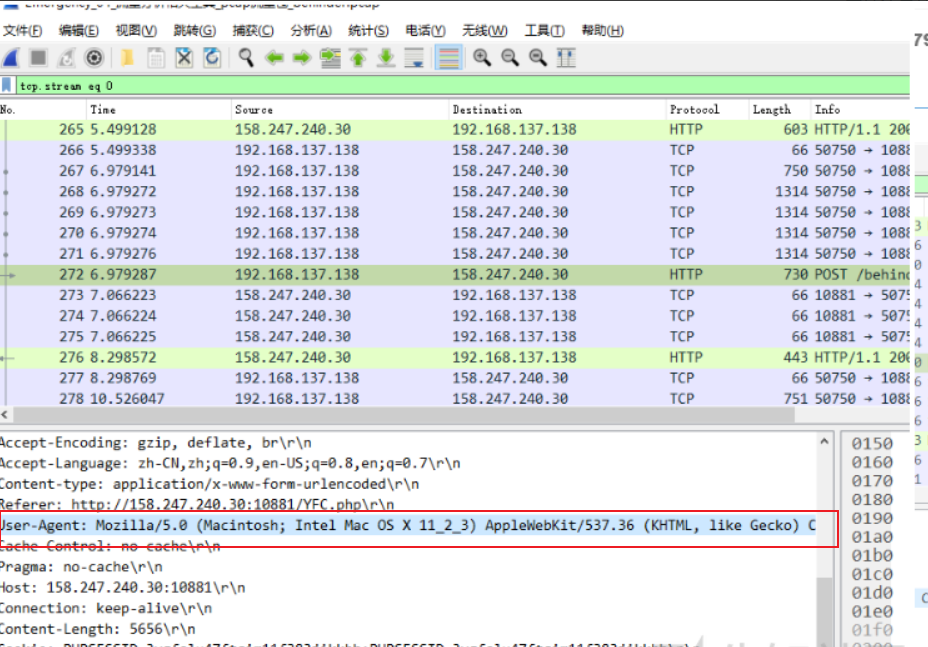 文件(F) 编辑(E) 视图(V) 跳转(G) 捕获(C) 分析(A) 统计(S) 电话(Y) 无线(W) 工具(T) 帮助(H)
tcp.stream eq 0
No. Time Source Destination Protocol Length Info
265 5.499128 158.247.240.30 192.168.137.138 HTTP 603 HTTP/1.1 200
266 5.499338 192.168.137.138 158.247.240.30 TCP 66 50750 → 1088
267 6.979141 192.168.137.138 158.247.240.30 TCP 750 50750 → 1088
268 6.979272 192.168.137.138 158.247.240.30 TCP 1314 50750 → 1088
269 6.979273 192.168.137.138 158.247.240.30 TCP 1314 50750 → 1088
270 6.979274 192.168.137.138 158.247.240.30 TCP 1314 50750 → 1088
271 6.979276 192.168.137.138 158.247.240.30 TCP 1314 50750 → 1088
272 6.979287 192.168.137.138 158.247.240.30 HTTP 730 POST /behind
273 7.066223 158.247.240.30 192.168.137.138 TCP 66 10881 → 5075
274 7.066224 158.247.240.30 192.168.137.138 TCP 66 10881 → 5075
275 7.066225 158.247.240.30 192.168.137.138 TCP 66 10881 → 5075
276 8.298572 158.247.240.30 192.168.137.138 HTTP 443 HTTP/1.1 200
277 8.298769 192.168.137.138 158.247.240.30 TCP 66 50750 → 1088
278 10.526047 192.168.137.138 158.247.240.30 TCP 751 50750 → 1088
Accept-Encoding: gzip, deflate, br\r\n
Accept-Language: zh-CN,zh;q=0.9,en-US;q=0.8,en;q=0.7\r\n
Content-type: application/x-www-form-urlencoded\r\n
Referer: http://158.247.240.30:10881/YFC.php\r\n
User-Agent: Mozilla/5.0 (Macintosh; Intel Mac OS X 11_2_3) AppleWebKit/537.36 (KHTML, like Gecko) C
Cache-Control: no-cache\r\n
Pragma: no-cache\r\n
Host: 158.247.240.30:10881\r\n
Connection: keep-alive\r\n
Content-Length: 5656\r\n
0150
0160
0170
0180
0190
01a0
01b0
01c0
01d0
01e0
01f0
79